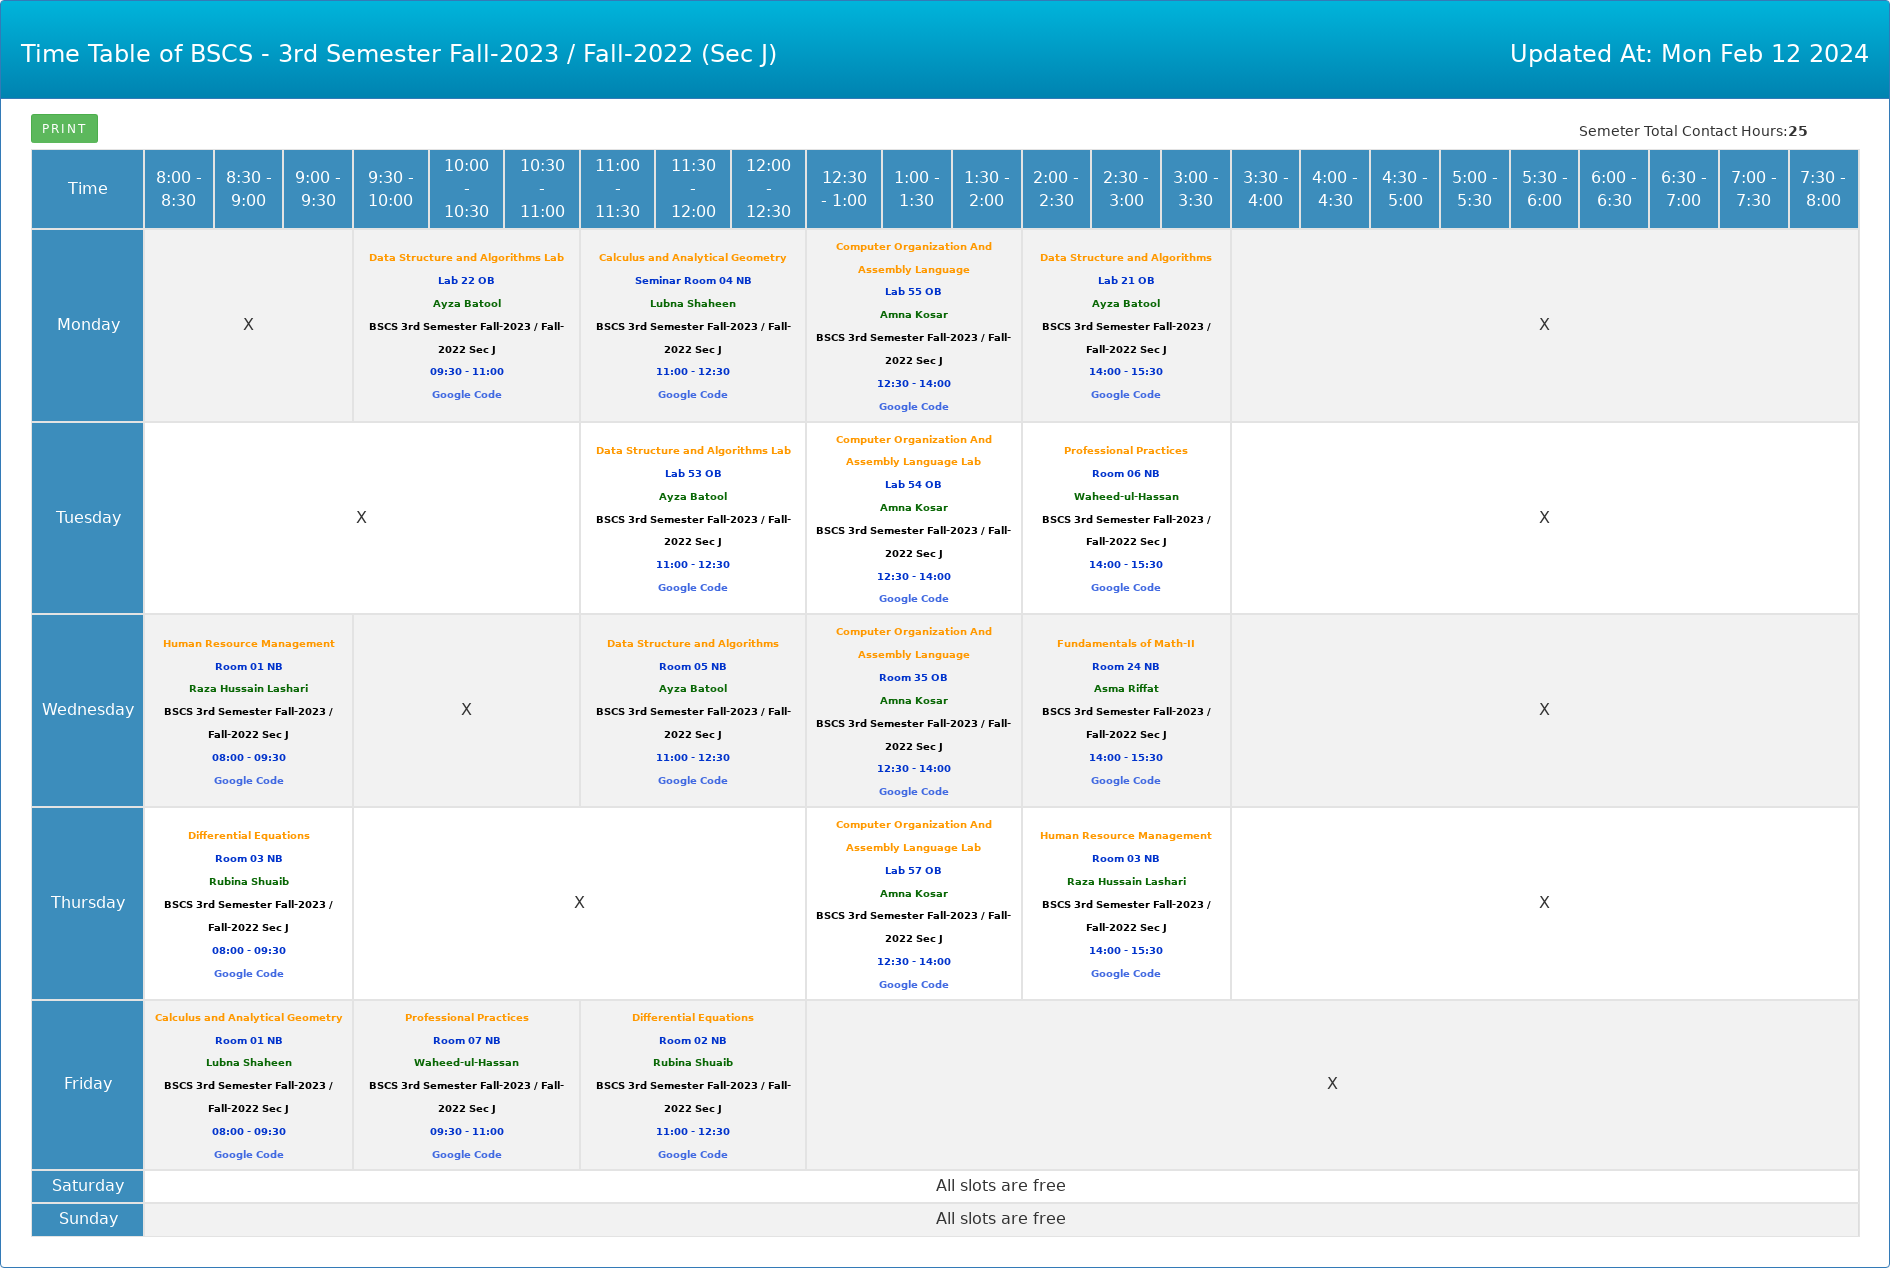 Time Table of BSCS - 3rd Semester Fall-2023 / Fall-2022 (Sec J)
Updated At: Mon Feb 12 2024
PRINT
Semeter Total Contact Hours:25
Time
8:00 -
8:30
8:30 -
9:00
9:00 -
9:30
9:30 -
10:00
10:00
-
10:30
10:30
-
11:00
11:00
-
11:30
11:30
-
12:00
12:00
-
12:30
12:30
- 1:00
1:00 -
1:30
1:30 -
2:00
2:00 -
2:30
2:30 -
3:00
3:00 -
3:30
3:30 -
4:00
4:00 -
4:30
4:30 -
5:00
5:00 -
5:30
5:30 -
6:00
6:00 -
6:30
6:30 -
7:00
7:00 -
7:30
7:30 -
8:00
Monday
X
Data Structure and Algorithms Lab
Lab 22 OB
Ayza Batool
BSCS 3rd Semester Fall-2023 / Fall-
2022 Sec J
09:30 - 11:00
Google Code
Calculus and Analytical Geometry
Seminar Room 04 NB
Lubna Shaheen
BSCS 3rd Semester Fall-2023 / Fall-
2022 Sec J
11:00 - 12:30
Google Code
Computer Organization And
Assembly Language
Lab 55 OB
Amna Kosar
BSCS 3rd Semester Fall-2023 / Fall-
2022 Sec J
12:30 - 14:00
Google Code
Data Structure and Algorithms
Lab 21 OB
Ayza Batool
BSCS 3rd Semester Fall-2023 /
Fall-2022 Sec J
14:00 - 15:30
Google Code
X
Tuesday
X
Data Structure and Algorithms Lab
Lab 53 OB
Ayza Batool
BSCS 3rd Semester Fall-2023 / Fall-
2022 Sec J
11:00 - 12:30
Google Code
Computer Organization And
Assembly Language Lab
Lab 54 OB
Amna Kosar
BSCS 3rd Semester Fall-2023 / Fall-
2022 Sec J
12:30 - 14:00
Google Code
Professional Practices
Room 06 NB
Waheed-ul-Hassan
BSCS 3rd Semester Fall-2023 /
Fall-2022 Sec J
14:00 - 15:30
Google Code
X
Wednesday
Human Resource Management
Room 01 NB
Raza Hussain Lashari
BSCS 3rd Semester Fall-2023 /
Fall-2022 Sec J
08:00 - 09:30
Google Code
X
Data Structure and Algorithms
Room 05 NB
Ayza Batool
BSCS 3rd Semester Fall-2023 / Fall-
2022 Sec J
11:00 - 12:30
Google Code
Computer Organization And
Assembly Language
Room 35 OB
Amna Kosar
BSCS 3rd Semester Fall-2023 / Fall-
2022 Sec J
12:30 - 14:00
Google Code
Fundamentals of Math-II
Room 24 NB
Asma Riffat
BSCS 3rd Semester Fall-2023 /
Fall-2022 Sec J
14:00 - 15:30
Google Code
X
Thursday
Differential Equations
Room 03 NB
Rubina Shuaib
BSCS 3rd Semester Fall-2023 /
Fall-2022 Sec J
08:00 - 09:30
Google Code
X
Computer Organization And
Assembly Language Lab
Lab 57 OB
Amna Kosar
BSCS 3rd Semester Fall-2023 / Fall-
2022 Sec J
12:30 - 14:00
Google Code
Human Resource Management
Room 03 NB
Raza Hussain Lashari
BSCS 3rd Semester Fall-2023 /
Fall-2022 Sec J
14:00 - 15:30
Google Code
X
Friday
Calculus and Analytical Geometry
Room 01 NB
Lubna Shaheen
BSCS 3rd Semester Fall-2023 /
Fall-2022 Sec J
08:00 - 09:30
Google Code
Professional Practices
Room 07 NB
Waheed-ul-Hassan
BSCS 3rd Semester Fall-2023 / Fall-
2022 Sec J
09:30 - 11:00
Google Code
Differential Equations
Room 02 NB
Rubina Shuaib
BSCS 3rd Semester Fall-2023 / Fall-
2022 Sec J
11:00 - 12:30
Google Code
X
Saturday
All slots are free
Sunday
All slots are free